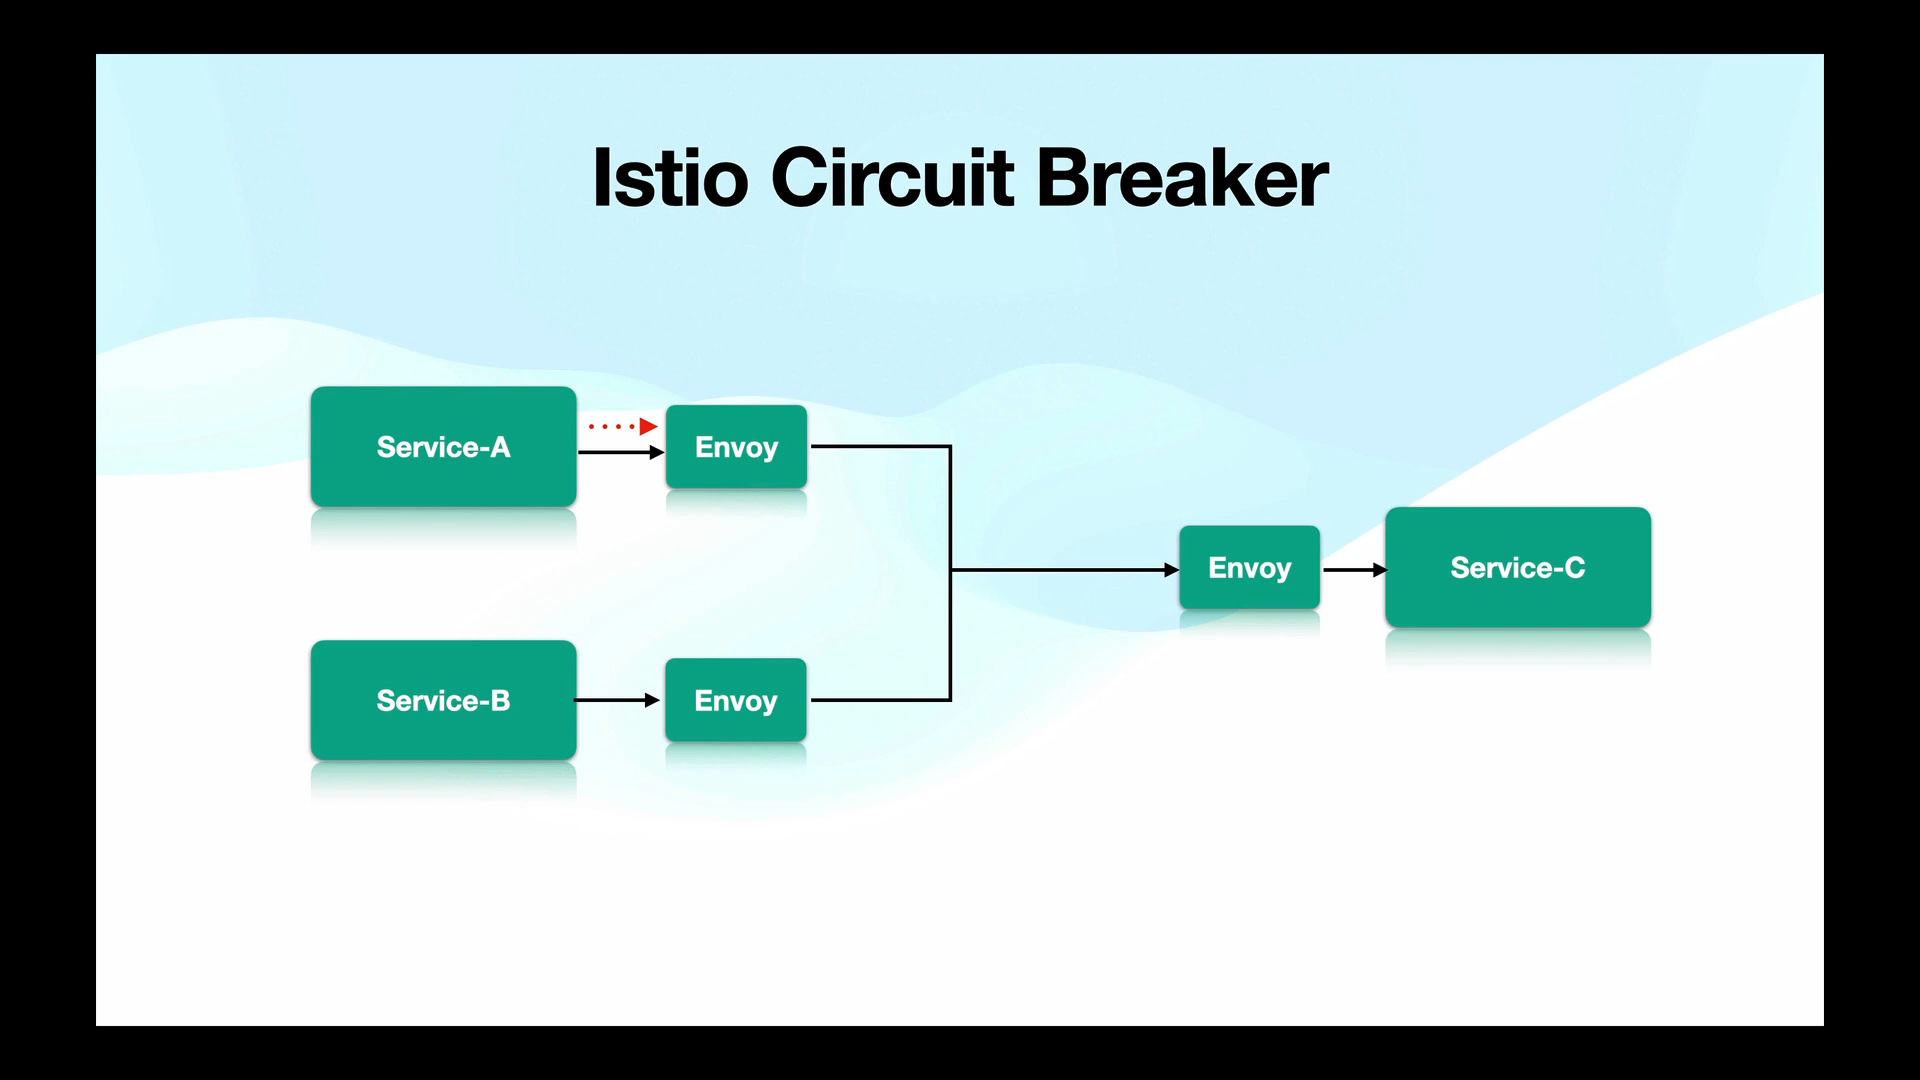 Istio Circuit Breaker
Service-A
Envoy
Envoy
Service-C
Service-B
Envoy